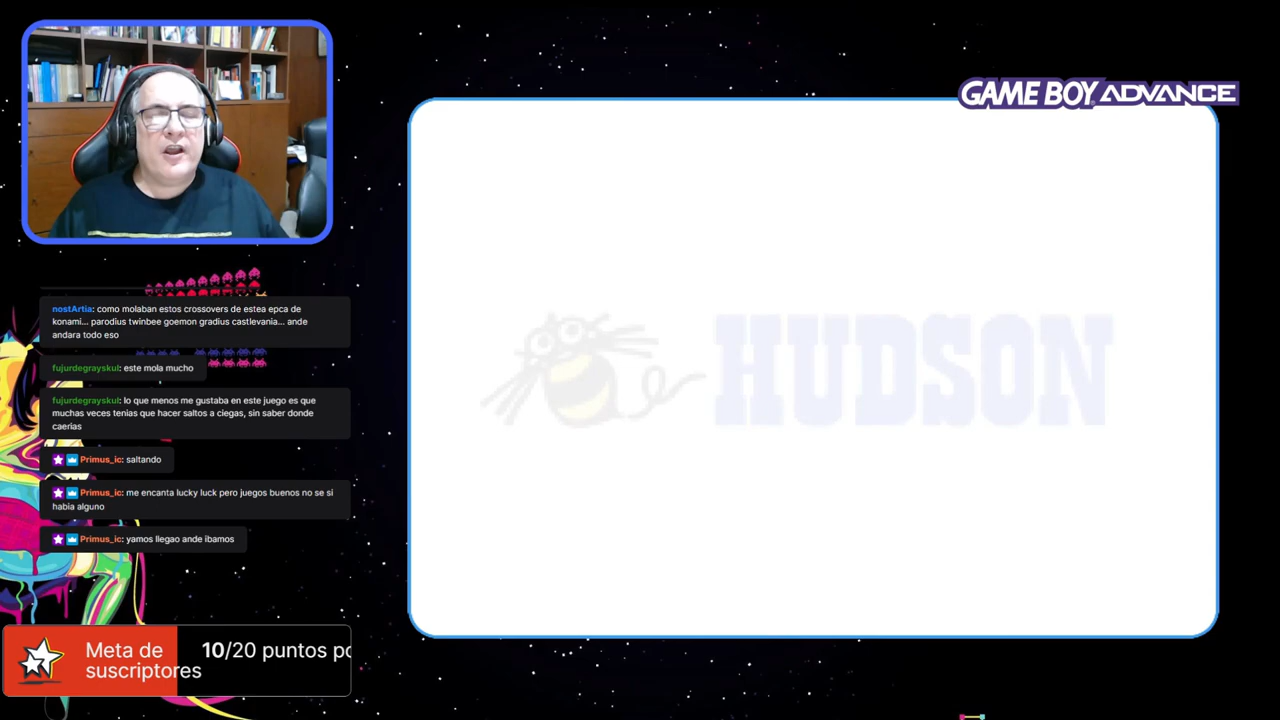 GAME BOY ADVANCE
HUDSON
nostArtia: como molaban estos crossovers de estea epca de
konami... parodius twinbee goemon gradius castlevania... ande
andara todo eso
fujurdegrayskul: este mola mucho
fujurdegrayskul: lo que menos me gustaba en este juego es que
muchas veces tenias que hacer saltos a ciegas, sin saber donde
caerias
Primus_ic: saltando
Primus_ic: me encanta lucky luck pero juegos buenos no se si
habia alguno
Primus_ic: yamos llegao ande ibamos
Meta de
suscriptores
10/20 puntos po